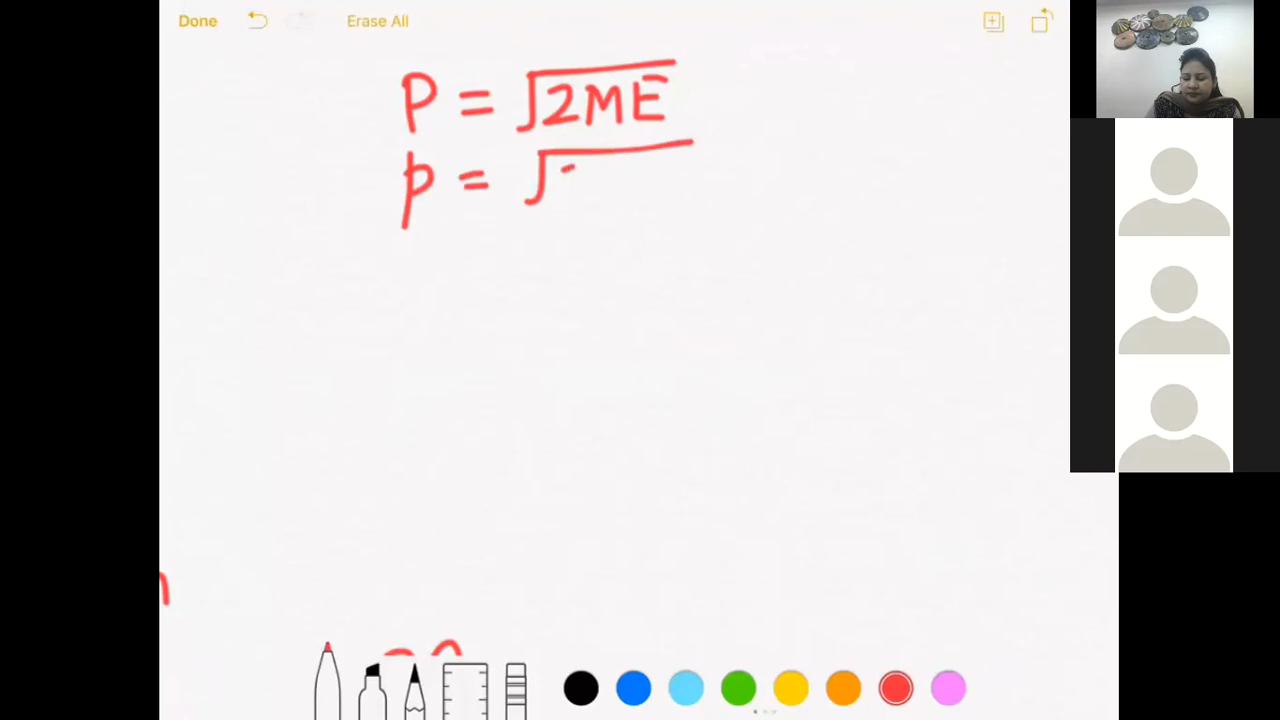 Done
Erase All
P = √2ME
p = √